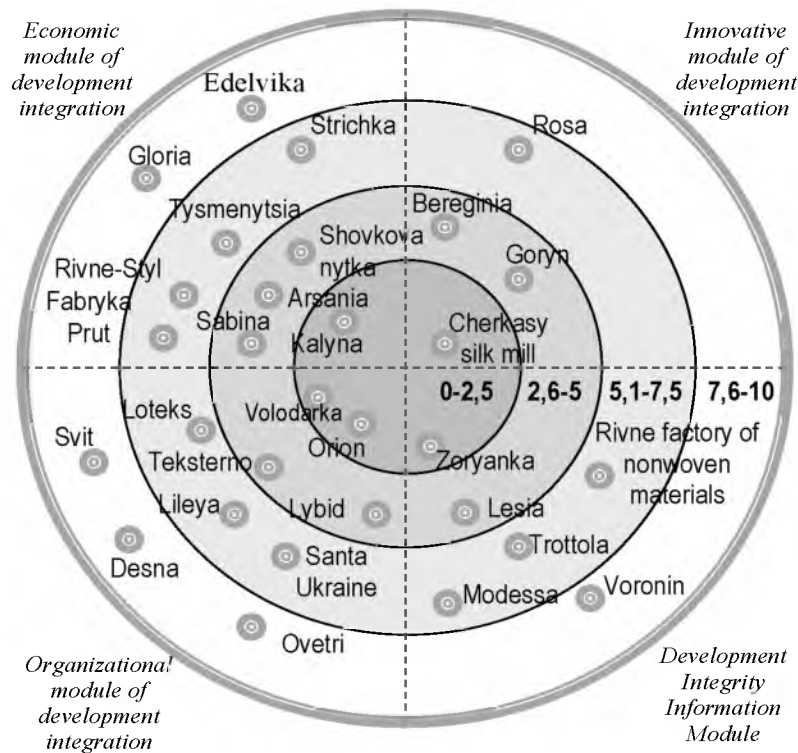 Economic
module of
development
integration
Innovative
module of
development
integration
Edelvika
Strichka
Rosa
Gloria
Tysmenytsia
Bereginia
Shovkova
nytka
Goryn
Rivne-Styl
Fabryka
Prut
Arsania
Sabina
Kalyna
Cherkasy
silk mill
0-2,5
2,6-5
5,1-7,5
7,6-10
Loteks
Volodarka
Svit
Orion
Zoryanka
Rivne factory of
nonwoven
materials
Teksterno
Lileya
Lybid
Lesia
Desna
Santa
Ukraine
Trottola
Modessa
Voronin
Ovetri
Organizational
module of
development
integration
Development
Integrity
Information
Module